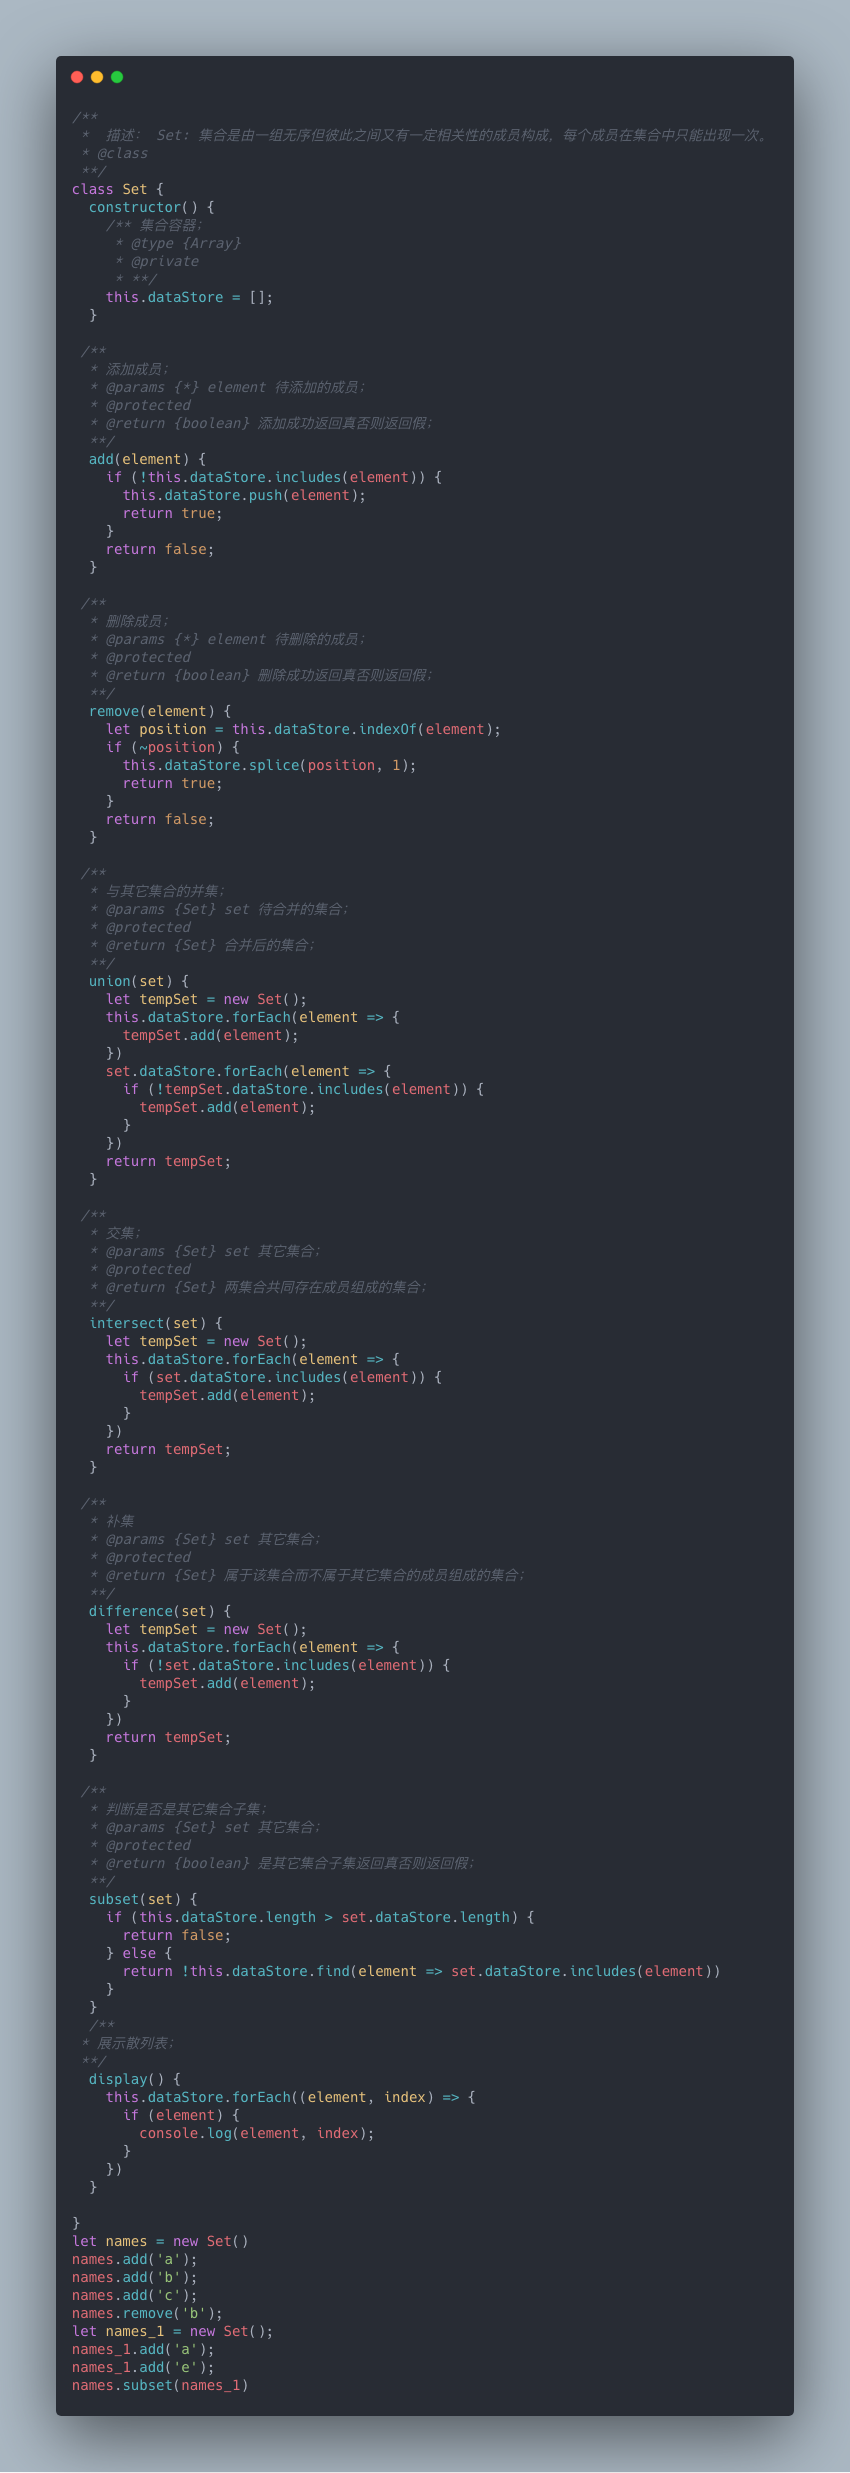 /**
 *  描述： Set: 集合是由一组无序但彼此之间又有一定相关性的成员构成，每个成员在集合中只能出现一次。
 * @class
 **/
class Set {
  constructor() {
    /** 集合容器；
     * @type {Array}
     * @private
     * **/
    this.dataStore = [];
  }

 /**
  * 添加成员；
  * @params {*} element 待添加的成员；
  * @protected
  * @return {boolean} 添加成功返回真否则返回假；
  **/
  add(element) {
    if (!this.dataStore.includes(element)) {
      this.dataStore.push(element);
      return true;
    }
    return false;
  }

 /**
  * 删除成员；
  * @params {*} element 待删除的成员；
  * @protected
  * @return {boolean} 删除成功返回真否则返回假；
  **/
  remove(element) {
    let position = this.dataStore.indexOf(element);
    if (~position) {
      this.dataStore.splice(position, 1);
      return true;
    }
    return false;
  }

 /**
  * 与其它集合的并集；
  * @params {Set} set 待合并的集合；
  * @protected
  * @return {Set} 合并后的集合；
  **/
  union(set) {
    let tempSet = new Set();
    this.dataStore.forEach(element => {
      tempSet.add(element);
    })
    set.dataStore.forEach(element => {
      if (!tempSet.dataStore.includes(element)) {
        tempSet.add(element);
      }
    })
    return tempSet;
  }

 /**
  * 交集；
  * @params {Set} set 其它集合；
  * @protected
  * @return {Set} 两集合共同存在成员组成的集合；
  **/
  intersect(set) {
    let tempSet = new Set();
    this.dataStore.forEach(element => {
      if (set.dataStore.includes(element)) {
        tempSet.add(element);
      }
    })
    return tempSet;
  }

 /**
  * 补集
  * @params {Set} set 其它集合；
  * @protected
  * @return {Set} 属于该集合而不属于其它集合的成员组成的集合；
  **/
  difference(set) {
    let tempSet = new Set();
    this.dataStore.forEach(element => {
      if (!set.dataStore.includes(element)) {
        tempSet.add(element);
      }
    })
    return tempSet;
  }

 /**
  * 判断是否是其它集合子集；
  * @params {Set} set 其它集合；
  * @protected
  * @return {boolean} 是其它集合子集返回真否则返回假；
  **/
  subset(set) {
    if (this.dataStore.length > set.dataStore.length) {
      return false;
    } else {
      return !this.dataStore.find(element => set.dataStore.includes(element))
    }
  }
  /**
 * 展示散列表；
 **/
  display() {
    this.dataStore.forEach((element, index) => {
      if (element) {
        console.log(element, index);
      }
    })
  }

}
let names = new Set()
names.add('a');
names.add('b');
names.add('c');
names.remove('b');
let names_1 = new Set();
names_1.add('a');
names_1.add('e');
names.subset(names_1)